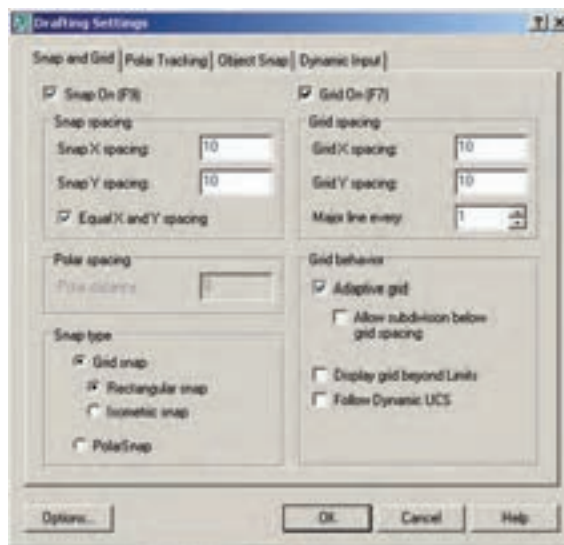 Drafting Settings
? X
Snap and Grid Polar Tracking Object Snap Dynamic Input
Snap On (F9)
Grid On (F7)
Snap spacing
Snap X spacing: 10
Snap Y spacing: 10
Equal X and Y spacing
Grid spacing
Grid X spacing: 10
Grid Y spacing: 10
Major line every: 1
Polar spacing
Polar distance: 0
Grid behavior
Adaptive grid
Allow subdivision below
grid spacing
Display grid beyond Limits
Follow Dynamic UCS
Snap type
Grid snap
Rectangular snap
Isometric snap
PolarSnap
Options...
OK
Cancel
Help